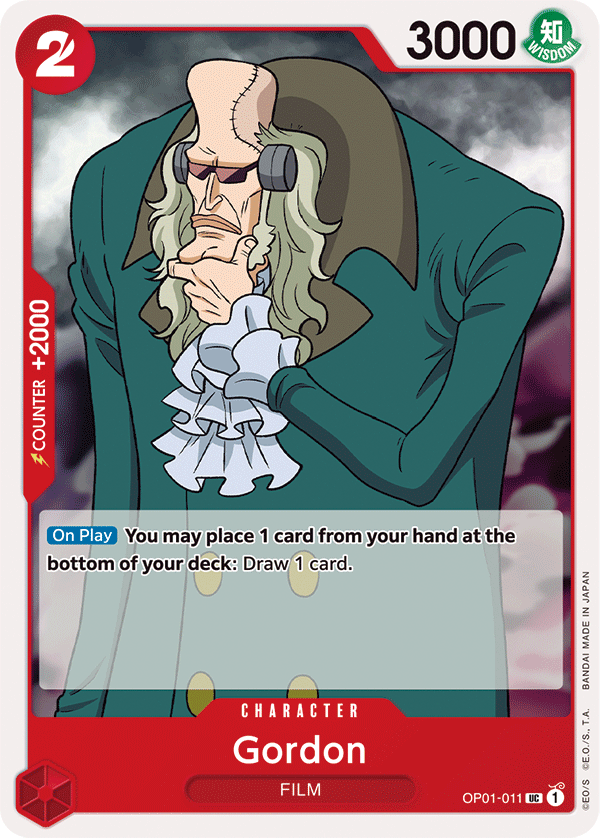 2
3000
知
WISDOM
COUNTER +2000
On Play You may place 1 card from your hand at the
bottom of your deck: Draw 1 card.
CHARACTER
Gordon
FILM
OP01-011 UC 1
©E.O/S ©E.O./S., T.A. BANDAI MADE IN JAPAN